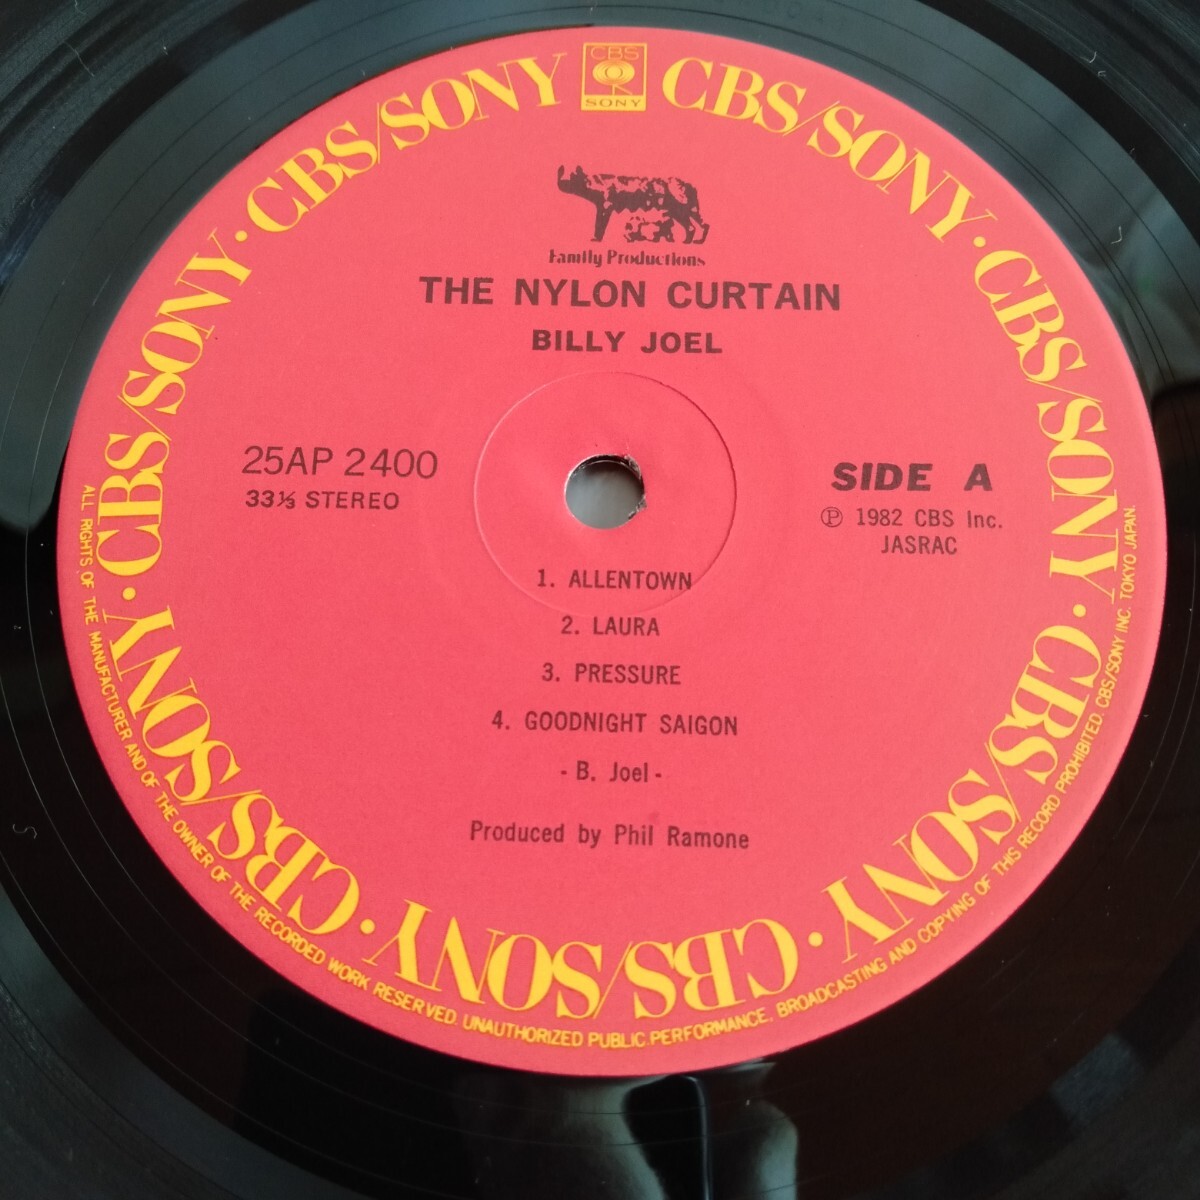 CBS
SONY
CBS/SONY · CBS/SONY · CBS/SONY · CBS/SONY · CBS/SONY · CBS/SONY · CBS/SONY · CBS/SONY · CBS/SONY · CBS/SONY
Family Productions
THE NYLON CURTAIN
BILLY JOEL
25AP 2400
33⅓ STEREO
SIDE A
Ⓟ 1982 CBS Inc.
JASRAC
1. ALLENTOWN
2. LAURA
3. PRESSURE
4. GOODNIGHT SAIGON
- B. Joel -
Produced by Phil Ramone
ALL RIGHTS OF THE MANUFACTURER AND OF THE OWNER OF THE RECORDED WORK RESERVED. UNAUTHORIZED PUBLIC PERFORMANCE, BROADCASTING AND COPYING OF THIS RECORD PROHIBITED. CBS/SONY INC. TOKYO JAPAN.